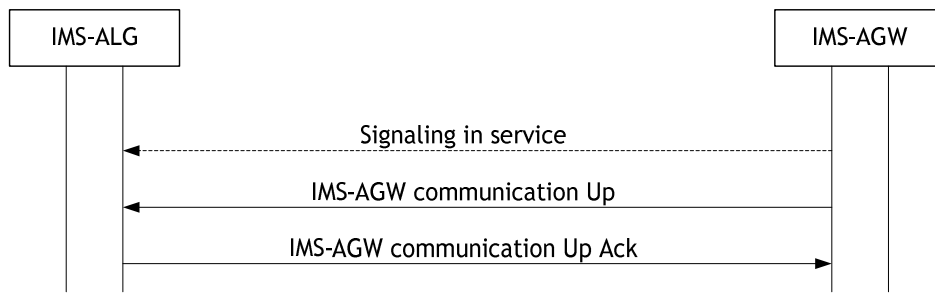 IMS-ALG
IMS-AGW
Signaling in service
IMS-AGW communication Up
IMS-AGW communication Up Ack